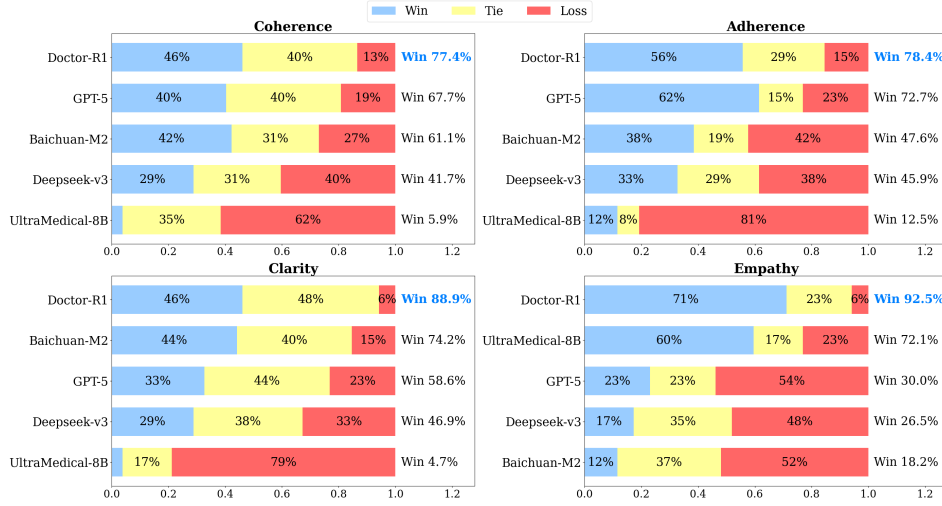 Win Tie Loss
Coherence
Doctor-R1 46% 40% 13% Win 77.4%
GPT-5 40% 40% 19% Win 67.7%
Baichuan-M2 42% 31% 27% Win 61.1%
Deepseek-v3 29% 31% 40% Win 41.7%
UltraMedical-8B 35% 62% Win 5.9%
0.0 0.2 0.4 0.6 0.8 1.0 1.2
Adherence
Doctor-R1 56% 29% 15% Win 78.4%
GPT-5 62% 15% 23% Win 72.7%
Baichuan-M2 38% 19% 42% Win 47.6%
Deepseek-v3 33% 29% 38% Win 45.9%
UltraMedical-8B 12% 8% 81% Win 12.5%
0.0 0.2 0.4 0.6 0.8 1.0 1.2
Clarity
Doctor-R1 46% 48% 6% Win 88.9%
Baichuan-M2 44% 40% 15% Win 74.2%
GPT-5 33% 44% 23% Win 58.6%
Deepseek-v3 29% 38% 33% Win 46.9%
UltraMedical-8B 17% 79% Win 4.7%
0.0 0.2 0.4 0.6 0.8 1.0 1.2
Empathy
Doctor-R1 71% 23% 6% Win 92.5%
UltraMedical-8B 60% 17% 23% Win 72.1%
GPT-5 23% 23% 54% Win 30.0%
Deepseek-v3 17% 35% 48% Win 26.5%
Baichuan-M2 12% 37% 52% Win 18.2%
0.0 0.2 0.4 0.6 0.8 1.0 1.2